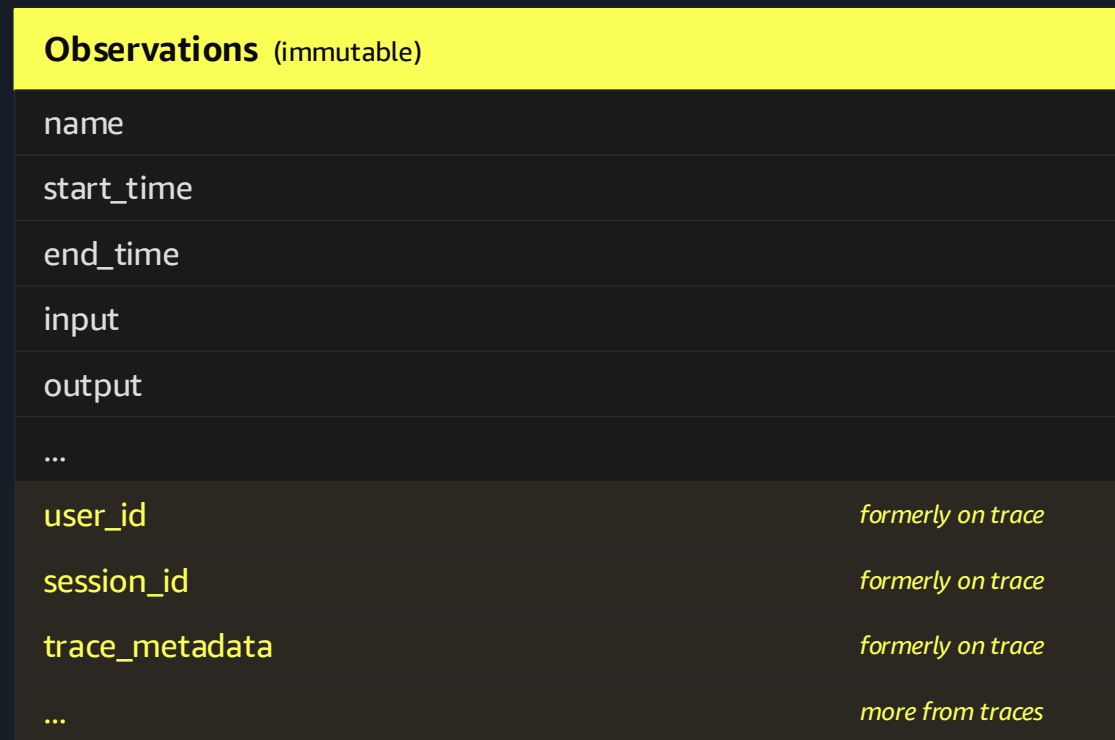 Observations (immutable)
name
start_time
end_time
input
output
...
user_id formerly on trace
session_id formerly on trace
trace_metadata formerly on trace
... more from traces